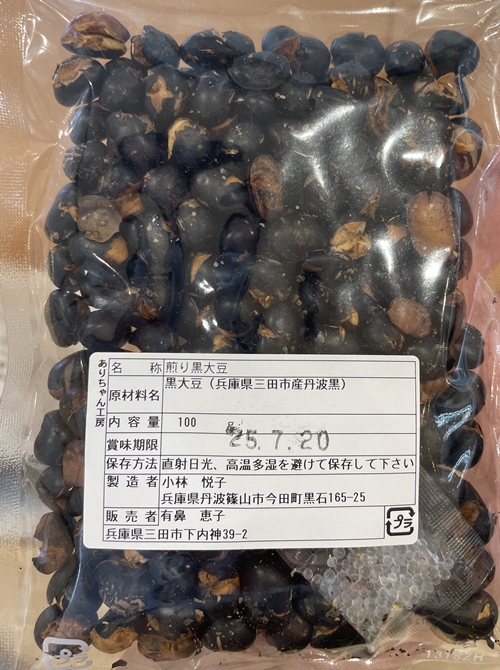 ありちゃん工房
名 称 煎り黒大豆
原材料名 黒大豆（兵庫県三田市産丹波黒）
内容量 100 g
賞味期限 25.7.20
保存方法 直射日光、高温多湿を避けて保存して下さい
製造者 小林 悦子
兵庫県丹波篠山市今田町黒石165-25
販売者 有鼻 恵子
兵庫県三田市下内神39-2
プラ
プラ